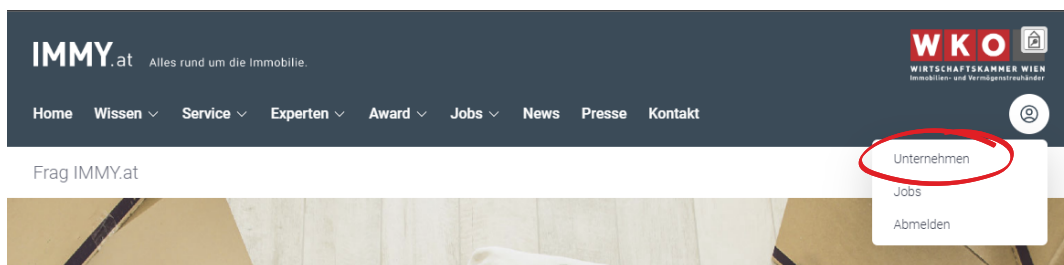 IMMY.at Alles rund um die Immobilie.
WKO
WIRTSCHAFTSKAMMER WIEN
Immobilien- und Vermögenstreuhänder
Home Wissen Service Experten Award Jobs News Presse Kontakt
Unternehmen
Frag IMMY.at
Jobs
Abmelden